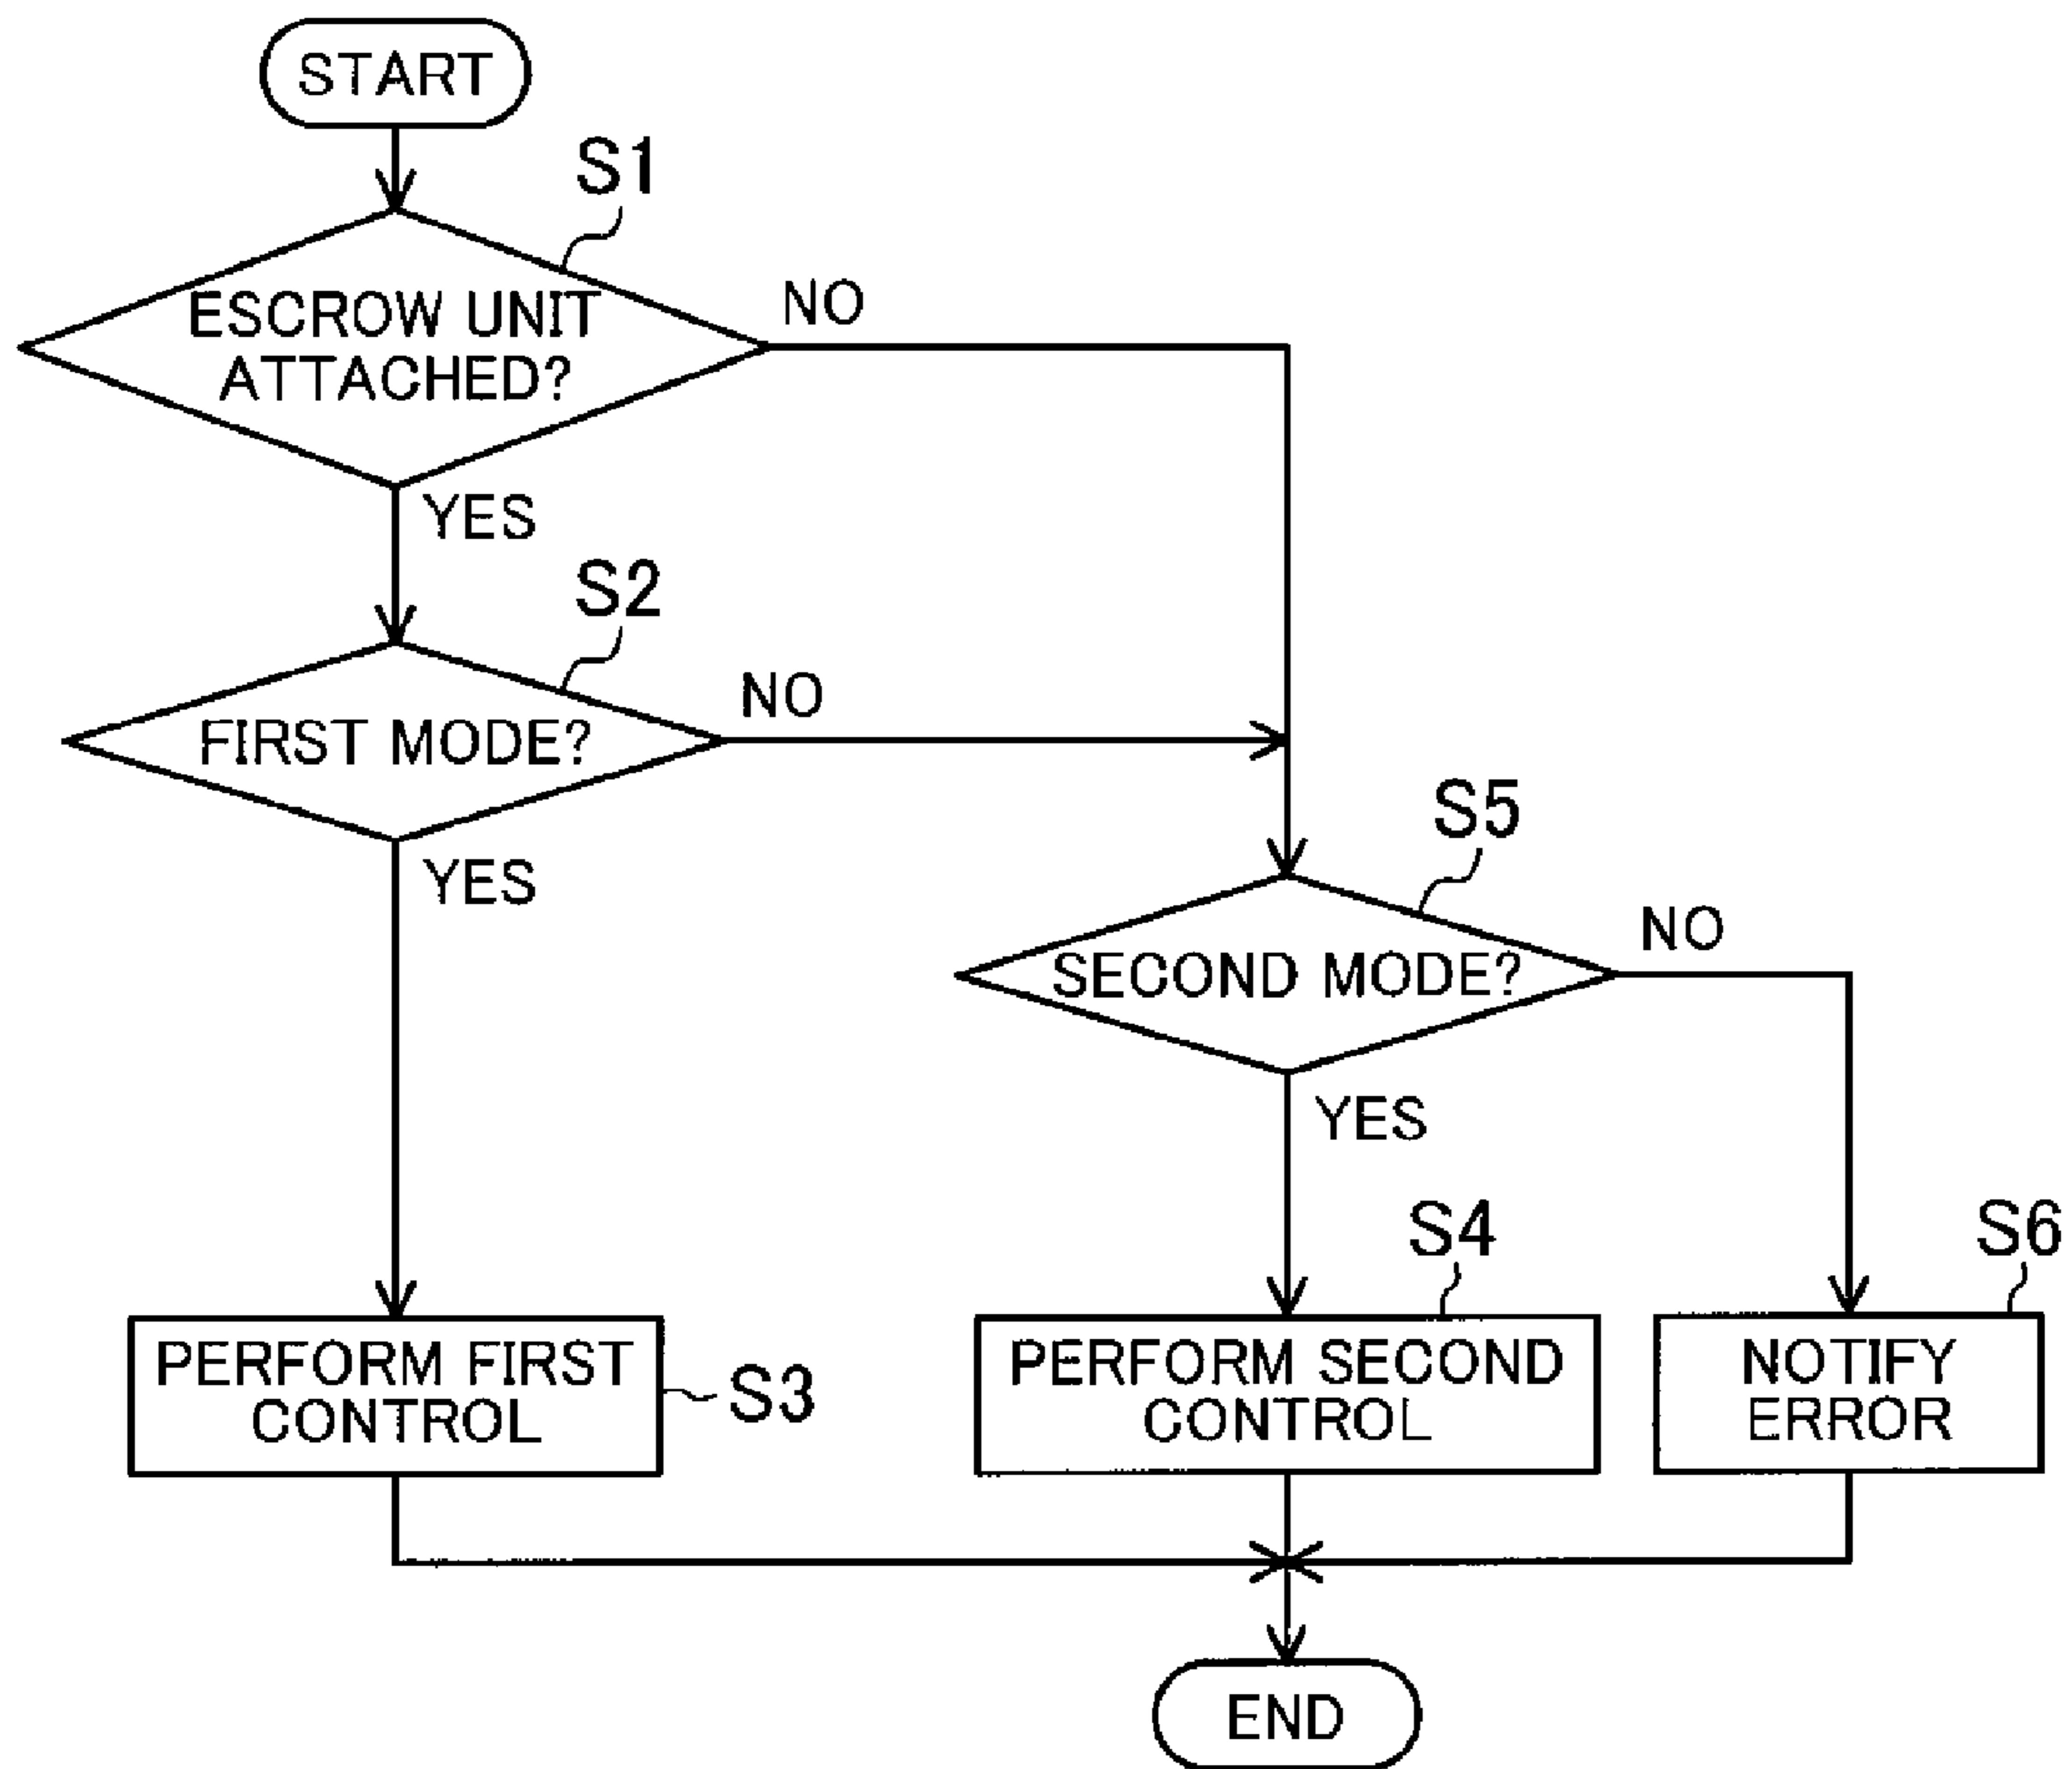 START
S1
ESCROW UNIT
ATTACHED?
NO
YES
S2
FIRST MODE?
NO
YES
S5
SECOND MODE?
NO
YES
S4
S6
PERFORM FIRST
CONTROL
S3
PERFORM SECOND
CONTROL
NOTIFY
ERROR
END